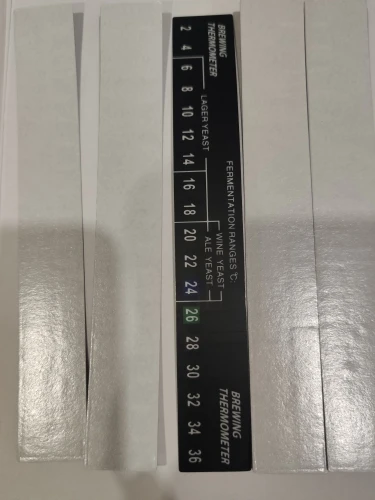 BREWING
THERMOMETER
FERMENTATION RANGES °C
BREWING
THERMOMETER
WINE YEAST
LAGER YEAST
ALE YEAST
2 4 6 8 10 12 14 16 18 20 22 24 26 28 30 32 34 36